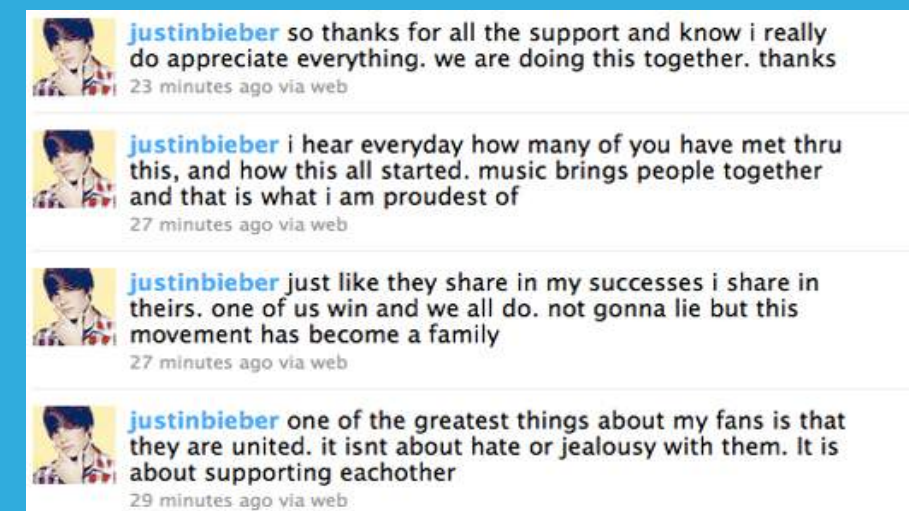 justinbieber so thanks for all the support and know i really
do appreciate everything. we are doing this together. thanks
23 minutes ago via web
justinbieber i hear everyday how many of you have met thru
this, and how this all started. music brings people together
and that is what i am proudest of
27 minutes ago via web
justinbieber just like they share in my successes i share in
theirs. one of us win and we all do. not gonna lie but this
movement has become a family
27 minutes ago via web
justinbieber one of the greatest things about my fans is that
they are united. it isnt about hate or jealousy with them. It is
about supporting eachother
29 minutes ago via web